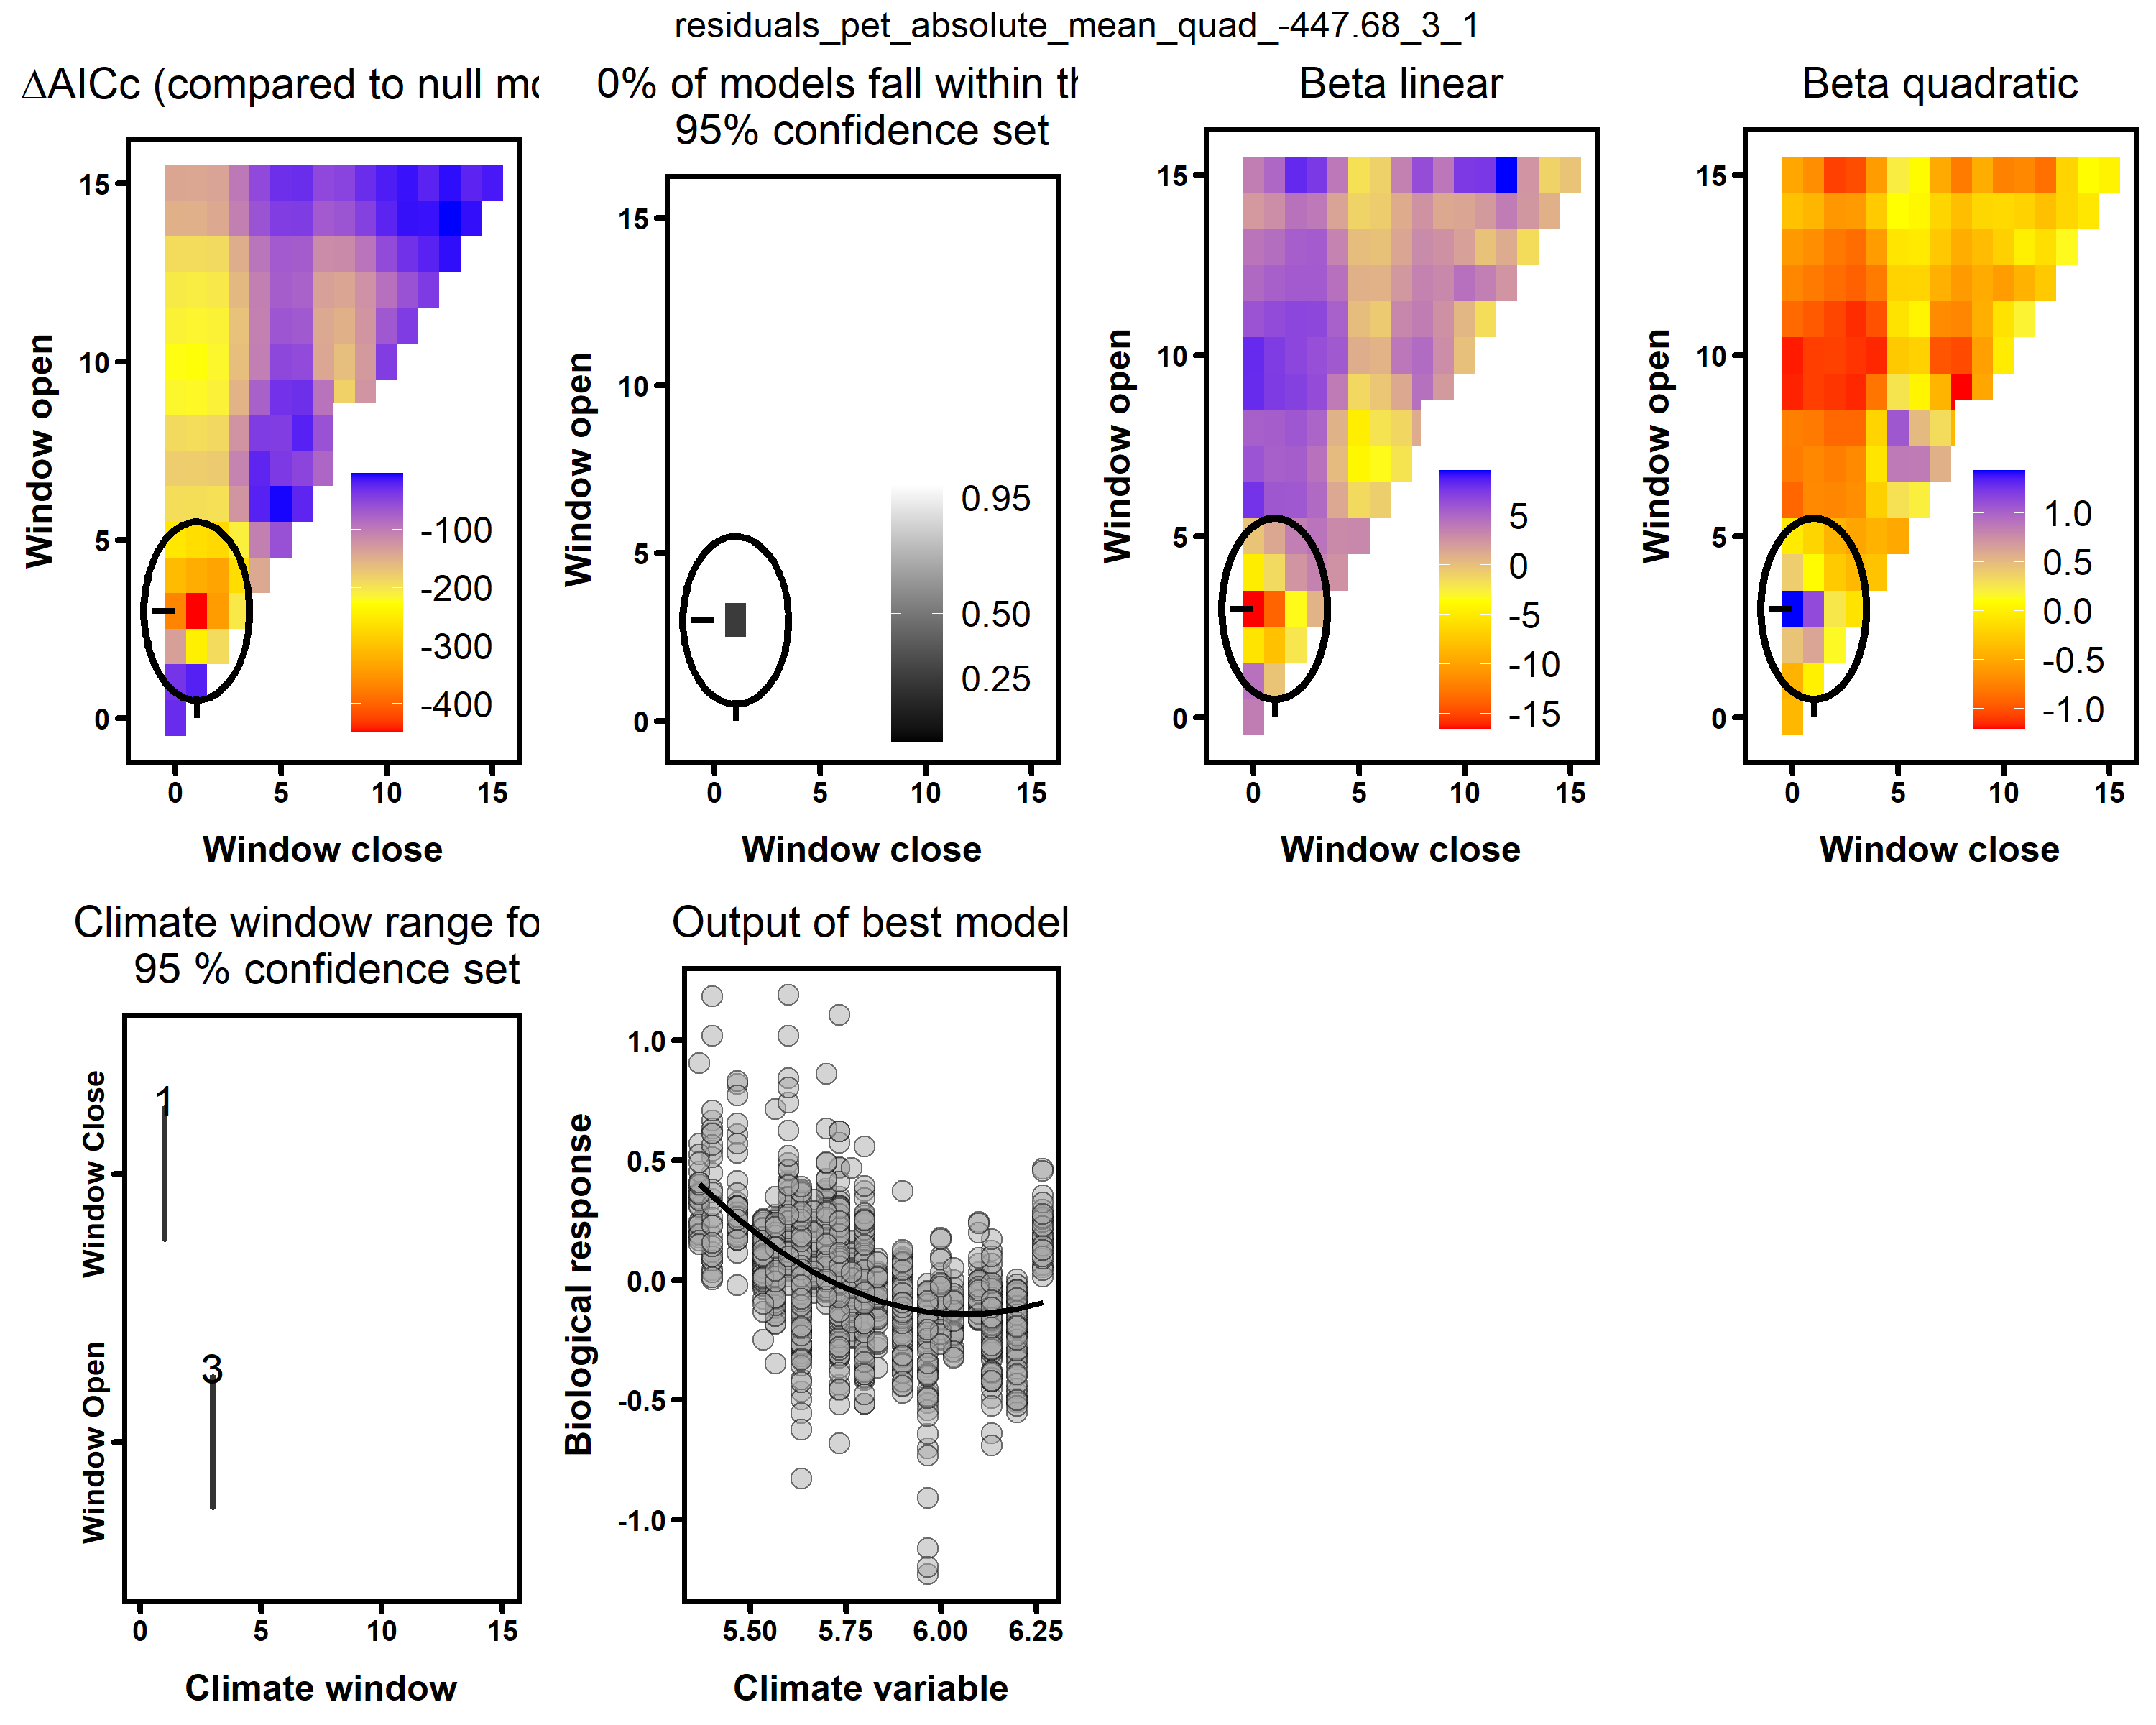 residuals_pet_absolute_mean_quad_-447.68_3_1
ΔAICc (compared to null mo
15
10
5
0
0 5 10 15
Window open
Window close
-100
-200
-300
-400
0% of models fall within th
95% confidence set
15
10
5
0
0 5 10 15
Window open
Window close
0.95
0.50
0.25
Beta linear
15
10
5
0
0 5 10 15
Window open
Window close
5
0
-5
-10
-15
Beta quadratic
15
10
5
0
0 5 10 15
Window open
Window close
1.0
0.5
0.0
-0.5
-1.0
Climate window range fo
95 % confidence set
Window Close
Window Open
1
3
0 5 10 15
Climate window
Output of best model
1.0
0.5
0.0
-0.5
-1.0
Biological response
5.50 5.75 6.00 6.25
Climate variable